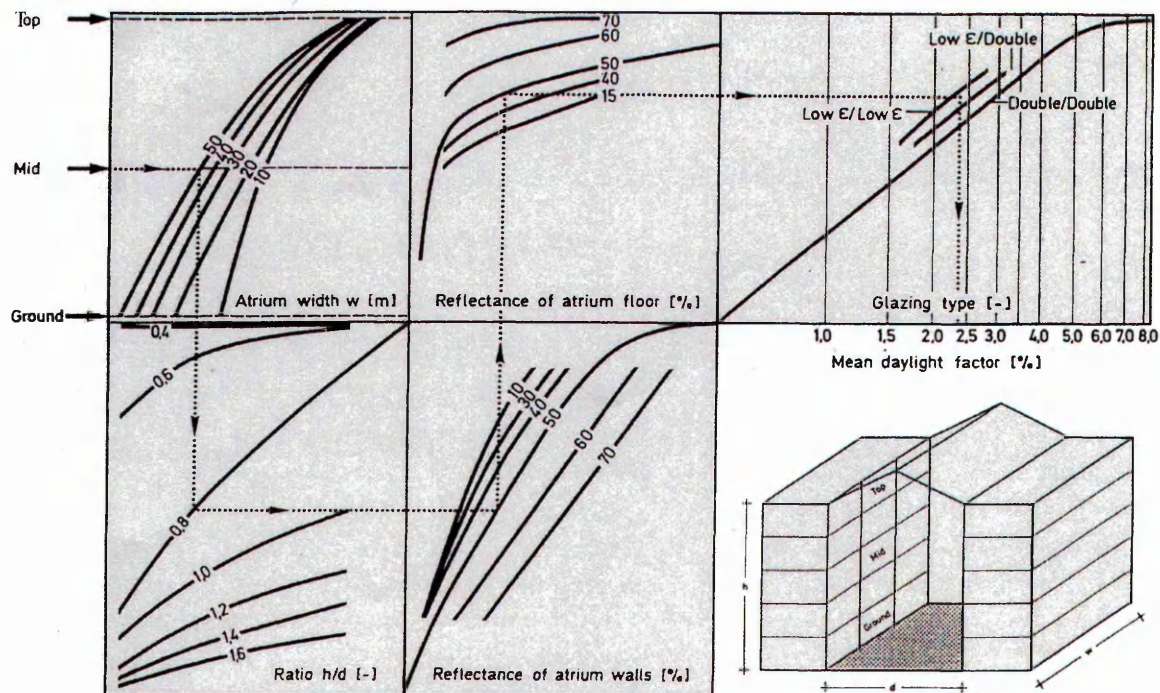 Top
Mid
Ground
50
40
30
20
10
Atrium width w [m]
70
60
50
40
15
Reflectance of atrium floor [%]
Low Ɛ/Double
Low Ɛ/Low Ɛ
Double/Double
Glazing type [-]
1,0 1,5 2,0 2,5 3,0 4,0 5,0 6,0 7,0 8,0
Mean daylight factor [%]
0,4
0,6
0,8
1,0
1,2
1,4
1,6
Ratio h/d [-]
10
30
40
50
60
70
Reflectance of atrium walls [%]
Top
Mid
Ground
h
d
w